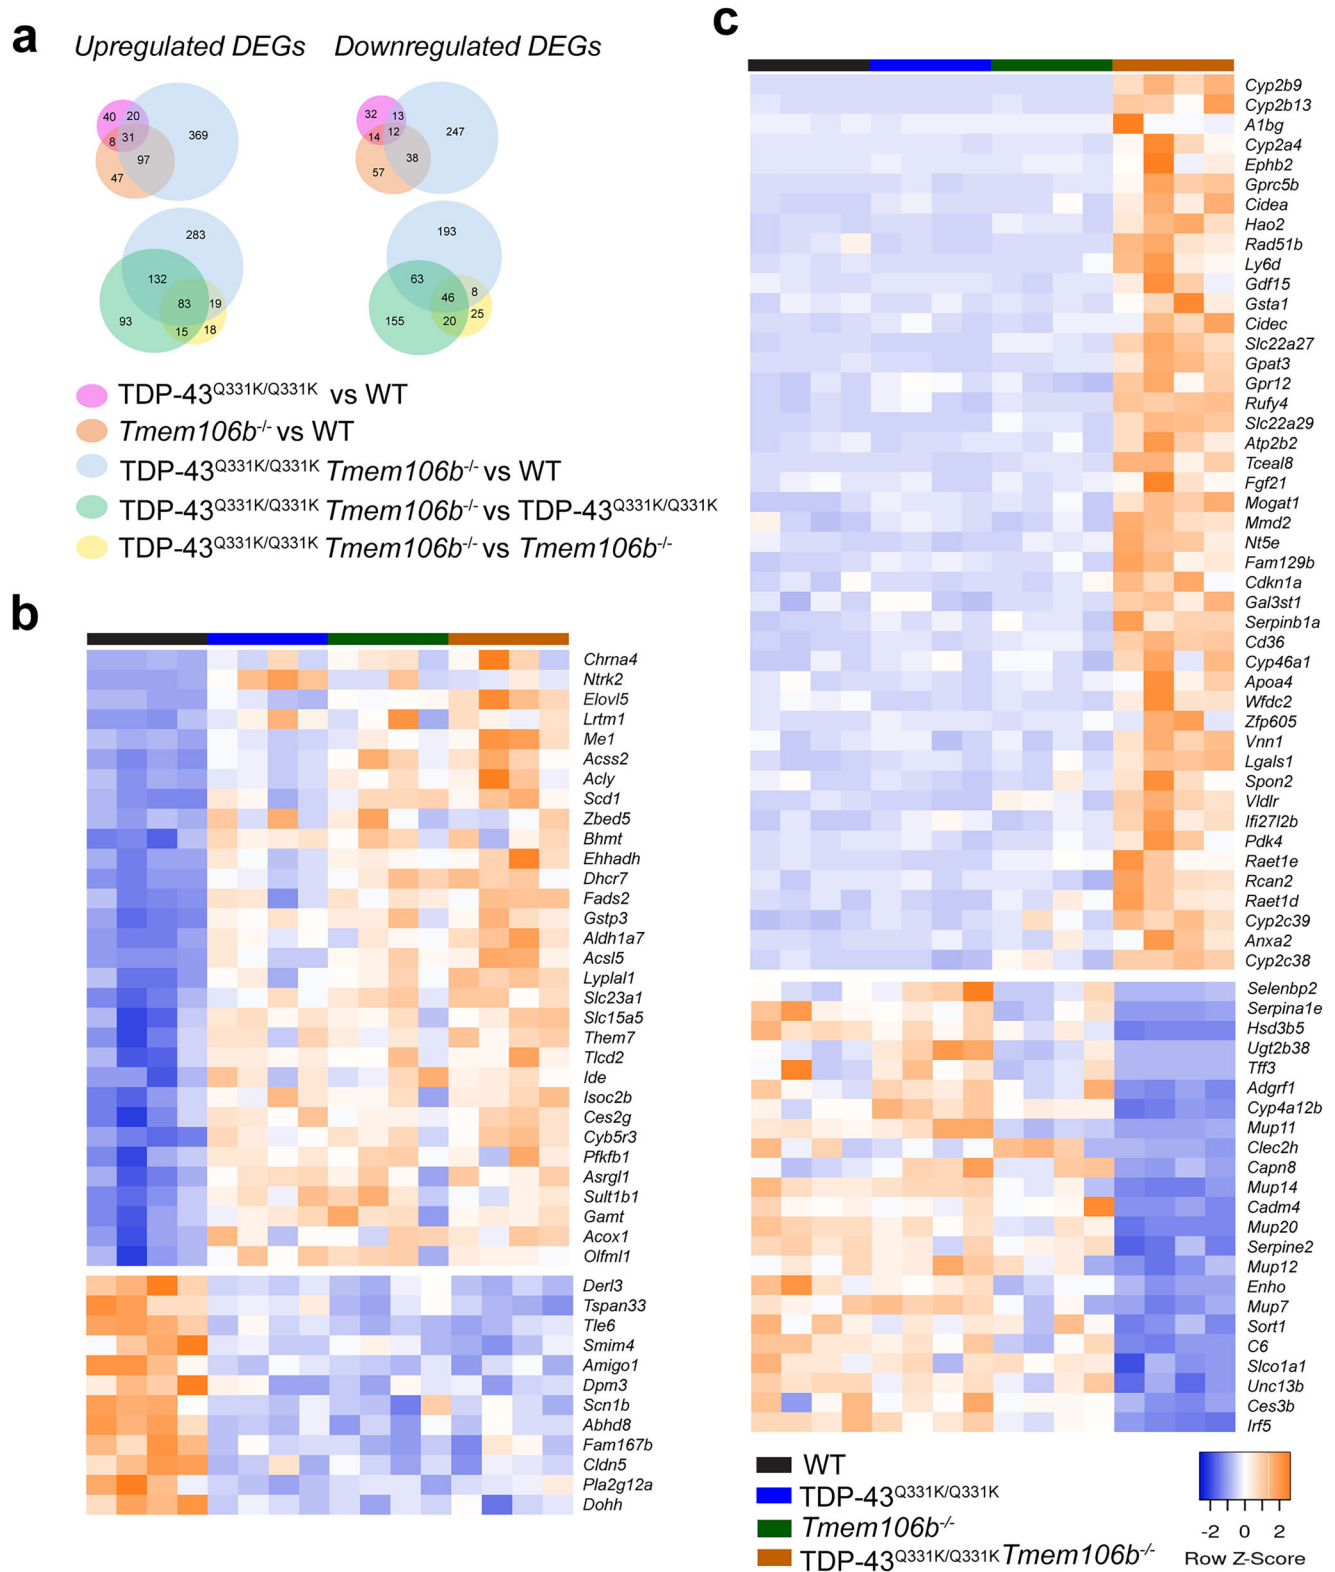 a
Upregulated DEGs
Downregulated DEGs
40 20
369
8 31
97
47
32 13
247
14 12
38
57
283
132
83 19
93
15 18
193
63
46 8
155
20 25
TDP-43Q331K/Q331K vs WT
Tmem106b-/- vs WT
TDP-43Q331K/Q331K Tmem106b-/- vs WT
TDP-43Q331K/Q331K Tmem106b-/- vs TDP-43Q331K/Q331K
TDP-43Q331K/Q331K Tmem106b-/- vs Tmem106b-/-
b
Chrna4
Ntrk2
Elovl5
Lrtm1
Me1
Acss2
Acly
Scd1
Zbed5
Bhmt
Ehhadh
Dhcr7
Fads2
Gstp3
Aldh1a7
Acsl5
Lyplal1
Slc23a1
Slc15a5
Them7
Tlcd2
Ide
Isoc2b
Ces2g
Cyb5r3
Pfkfb1
Asrgl1
Sult1b1
Gamt
Acox1
Olfml1
Derl3
Tspan33
Tle6
Smim4
Amigo1
Dpm3
Scn1b
Abhd8
Fam167b
Cldn5
Pla2g12a
Dohh
c
Cyp2b9
Cyp2b13
A1bg
Cyp2a4
Ephb2
Gprc5b
Cidea
Hao2
Rad51b
Ly6d
Gdf15
Gsta1
Cidec
Slc22a27
Gpat3
Gpr12
Rufy4
Slc22a29
Atp2b2
Tceal8
Fgf21
Mogat1
Mmd2
Nt5e
Fam129b
Cdkn1a
Gal3st1
Serpinb1a
Cd36
Cyp46a1
Apoa4
Wfdc2
Zfp605
Vnn1
Lgals1
Spon2
Vldlr
Ifi27l2b
Pdk4
Raet1e
Rcan2
Raet1d
Cyp2c39
Anxa2
Cyp2c38
Selenbp2
Serpina1e
Hsd3b5
Ugt2b38
Tff3
Adgrf1
Cyp4a12b
Mup11
Clec2h
Capn8
Mup14
Cadm4
Mup20
Serpine2
Mup12
Enho
Mup7
Sort1
C6
Slco1a1
Unc13b
Ces3b
Irf5
WT
TDP-43Q331K/Q331K
Tmem106b-/-
TDP-43Q331K/Q331K Tmem106b-/-
-2 0 2
Row Z-Score